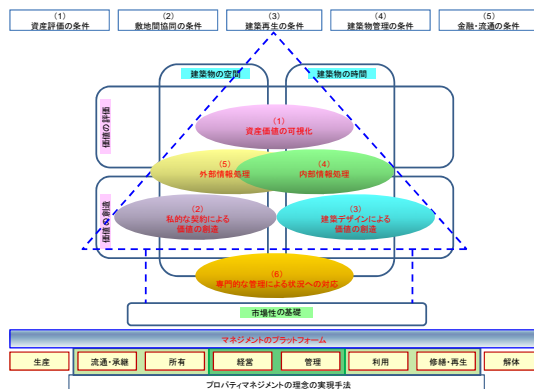 (1)
資産評価の条件
(2)
敷地間協同の条件
(3)
建築再生の条件
(4)
建築物管理の条件
(5)
金融・流通の条件
建築物の空間
建築物の時間
価値の評価
(1)
資産価値の可視化
(5)
外部情報処理
(4)
内部情報処理
価値の創造
(2)
私的な契約による
価値の創造
(3)
建築デザインによる
価値の創造
(6)
専門的な管理による状況への対応
市場性の基礎
マネジメントのプラットフォーム
生産
流通・承継
所有
経営
管理
利用
修繕・再生
解体
プロパティマネジメントの理念の実現手法